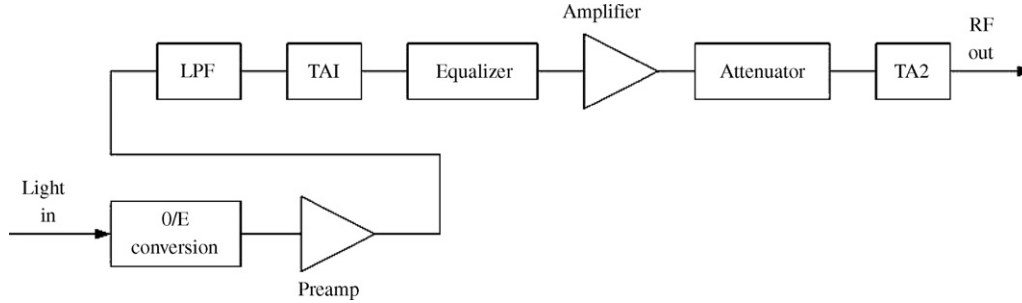 Amplifier
RF
out
LPF
TAI
Equalizer
Attenuator
TA2
Light
in
0/E
conversion
Preamp